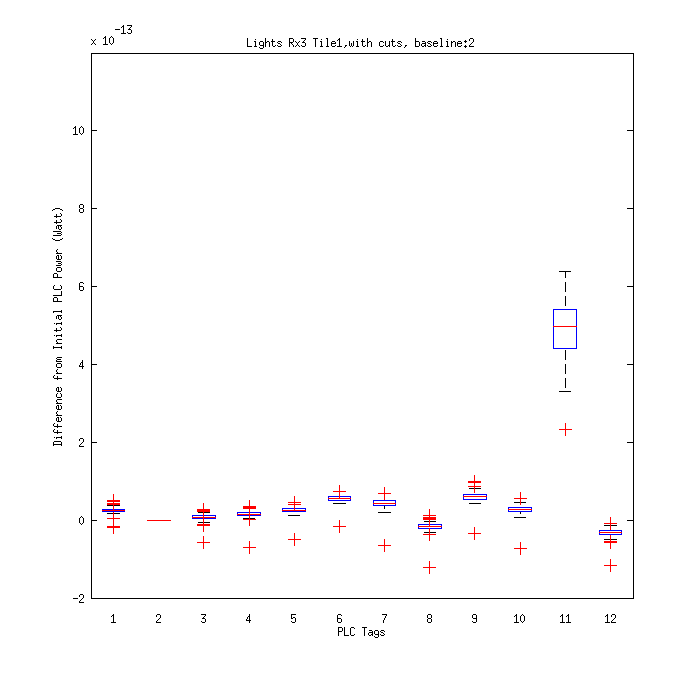 x 10-13
Lights Rx3 Tile1,with cuts, baseline:2
10
8
6
4
2
0
-2
Difference from Initial PLC Power (Watt)
1 2 3 4 5 6 7 8 9 10 11 12
PLC Tags